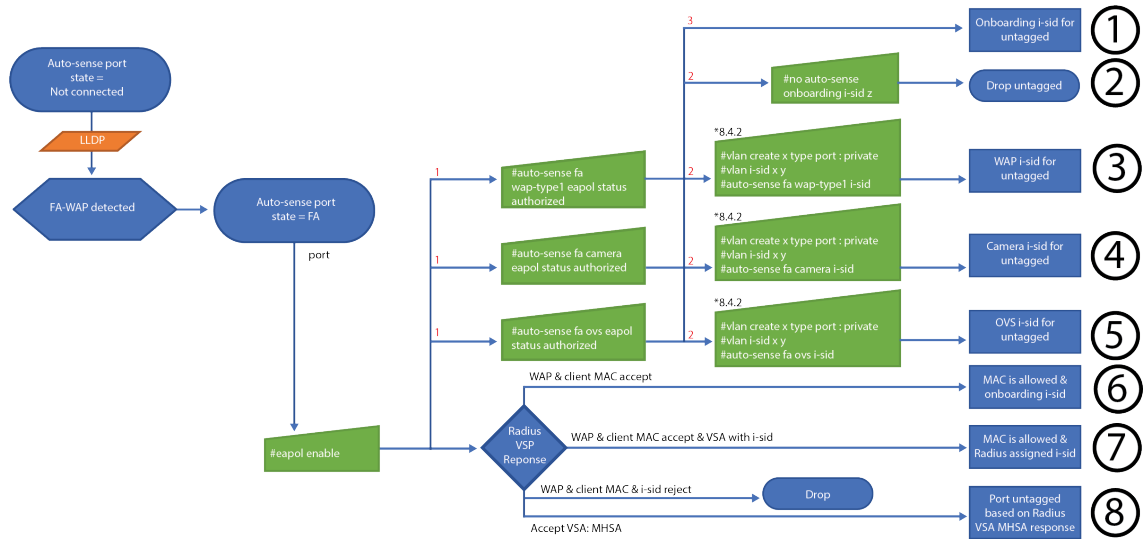 Auto-sense port
state =
Not connected
LLDP
FA-WAP detected
Auto-sense port
state = FA
port
#eapol enable
1
#auto-sense fa
wap-type1 eapol status
authorized
1
#auto-sense fa camera
eapol status authorized
1
#auto-sense fa ovs eapol
status authorized
3
Onboarding i-sid for
untagged
1
2
#no auto-sense
onboarding i-sid z
Drop untagged
2
2
*8.4.2
#vlan create x type port : private
#vlan i-sid x y
#auto-sense fa wap-type1 i-sid
WAP i-sid for
untagged
3
2
*8.4.2
#vlan create x type port : private
#vlan i-sid x y
#auto-sense fa camera i-sid
Camera i-sid for
untagged
4
2
*8.4.2
#vlan create x type port : private
#vlan i-sid x y
#auto-sense fa ovs i-sid
OVS i-sid for
untagged
5
Radius
VSP
Reponse
WAP & client MAC accept
MAC is allowed &
onboarding i-sid
6
WAP & client MAC accept & VSA with i-sid
MAC is allowed &
Radius assigned i-sid
7
WAP & client MAC & i-sid reject
Drop
Accept VSA: MHSA
Port untagged
based on Radius
VSA MHSA response
8